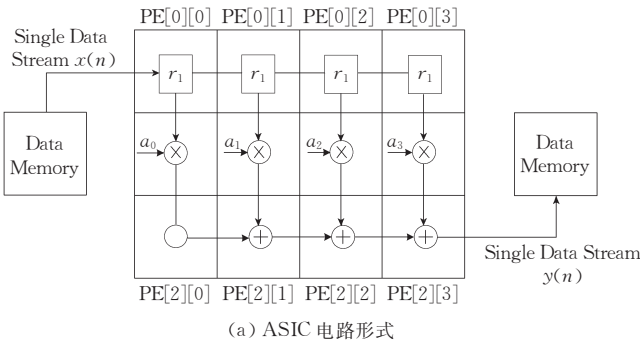 PE[0][0] PE[0][1] PE[0][2] PE[0][3]
Single Data
Stream x(n)
r₁ r₁ r₁ r₁
Data
Memory
a₀ a₁ a₂ a₃
× × × ×
Data
Memory
+ + +
Single Data Stream
y(n)
PE[2][0] PE[2][1] PE[2][2] PE[2][3]
(a) ASIC 电路形式